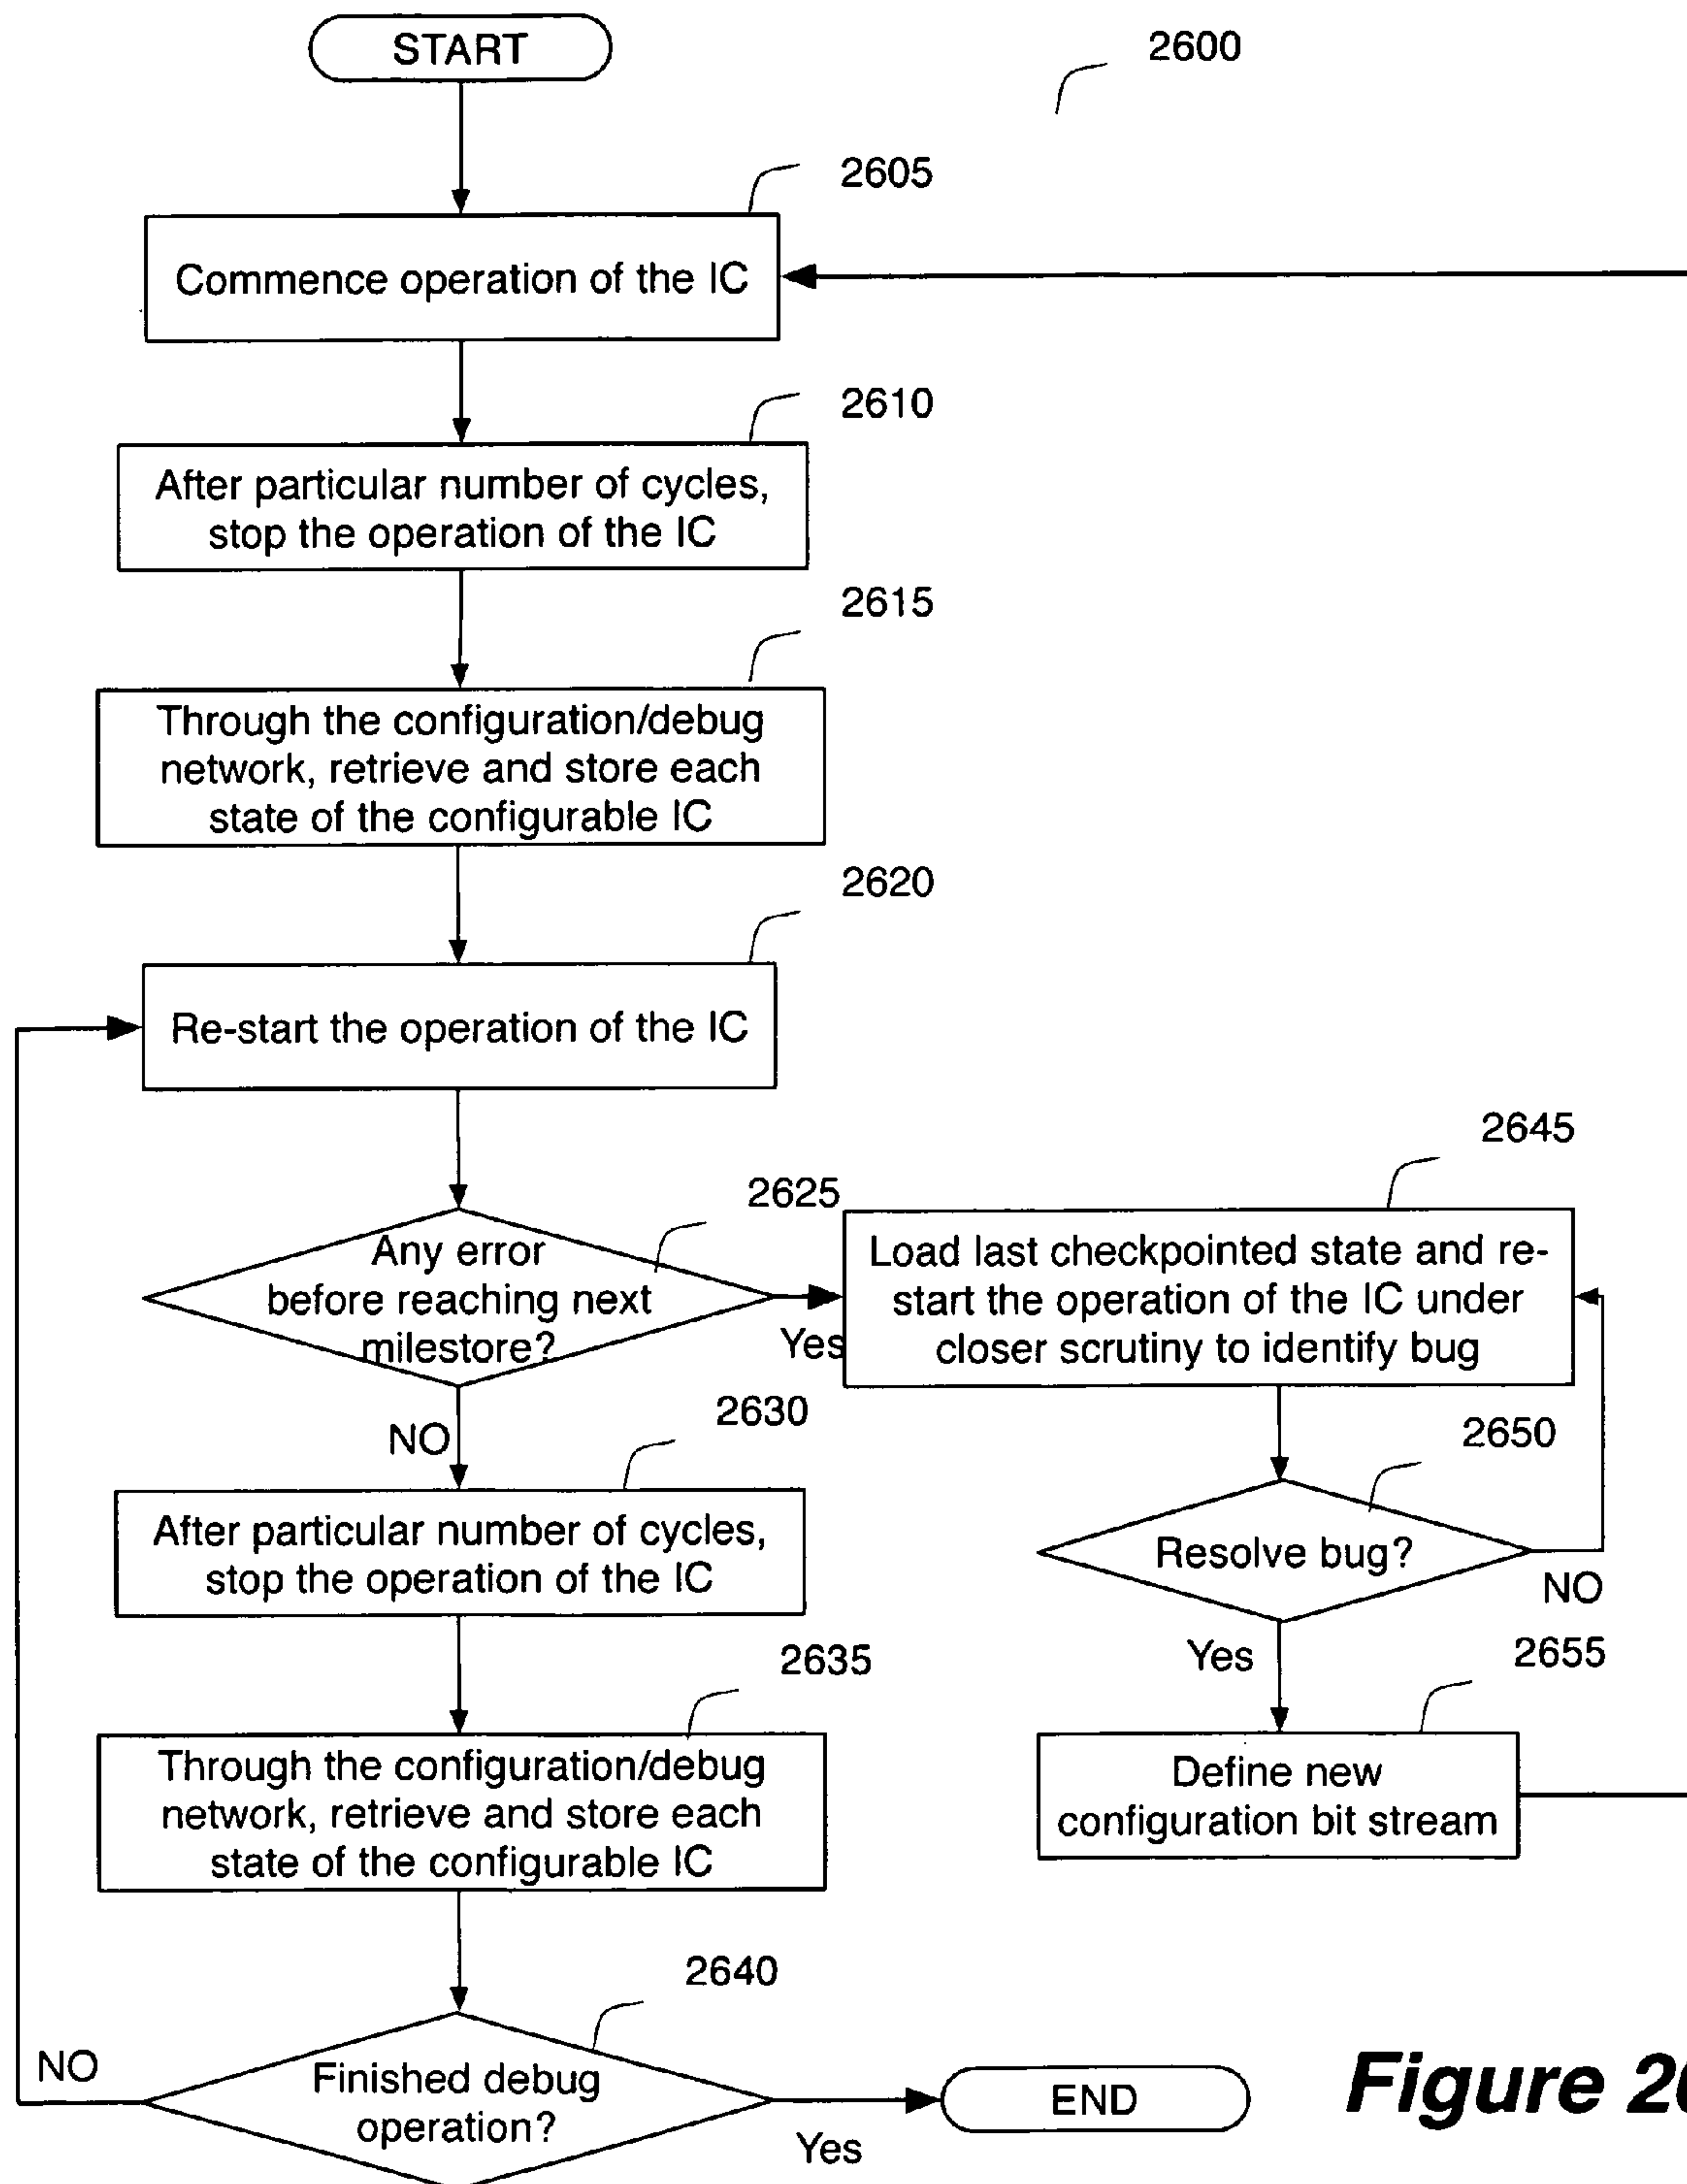 START
2600
2605
Commence operation of the IC
2610
After particular number of cycles,
stop the operation of the IC
2615
Through the configuration/debug
network, retrieve and store each
state of the configurable IC
2620
Re-start the operation of the IC
2625
Any error
before reaching next
milestore?
Yes
NO
2645
Load last checkpointed state and re-
start the operation of the IC under
closer scrutiny to identify bug
2650
Resolve bug?
NO
Yes
2655
Define new
configuration bit stream
2630
After particular number of cycles,
stop the operation of the IC
2635
Through the configuration/debug
network, retrieve and store each
state of the configurable IC
2640
Finished debug
operation?
NO
Yes
END
Figure